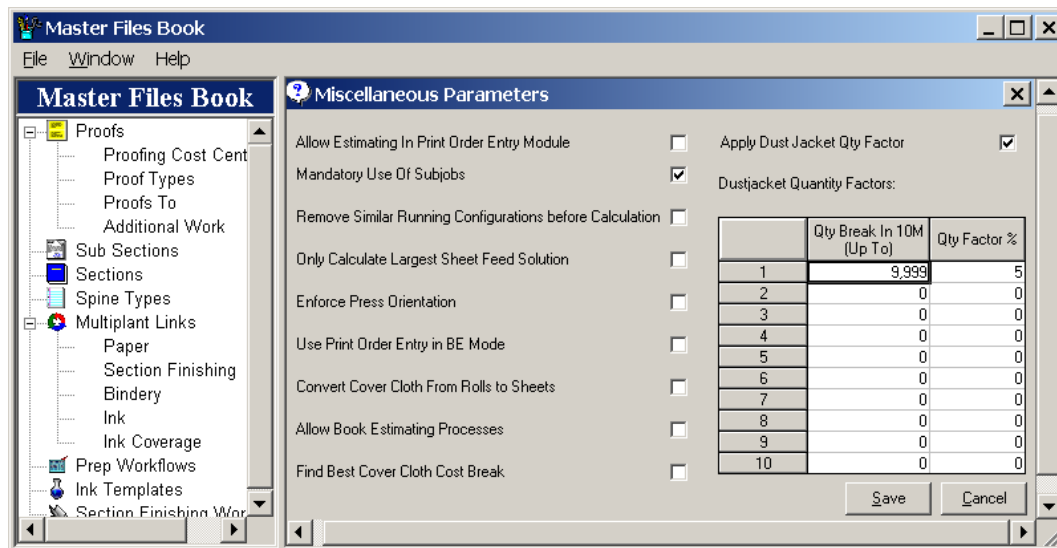 Master Files Book
File Window Help
Master Files Book
Proofs
Proofing Cost Cent
Proof Types
Proofs To
Additional Work
Sub Sections
Sections
Spine Types
Multiplant Links
Paper
Section Finishing
Bindery
Ink
Ink Coverage
Prep Workflows
Ink Templates
Section Finishing Wor
Miscellaneous Parameters
Allow Estimating In Print Order Entry Module
Mandatory Use Of Subjobs
Remove Similar Running Configurations before Calculation
Only Calculate Largest Sheet Feed Solution
Enforce Press Orientation
Use Print Order Entry in BE Mode
Convert Cover Cloth From Rolls to Sheets
Allow Book Estimating Processes
Find Best Cover Cloth Cost Break
Apply Dust Jacket Qty Factor
Dustjacket Quantity Factors:
Qty Break In 10M
(Up To)
Qty Factor %
1 9,999 5
2 0 0
3 0 0
4 0 0
5 0 0
6 0 0
7 0 0
8 0 0
9 0 0
10 0 0
Save Cancel